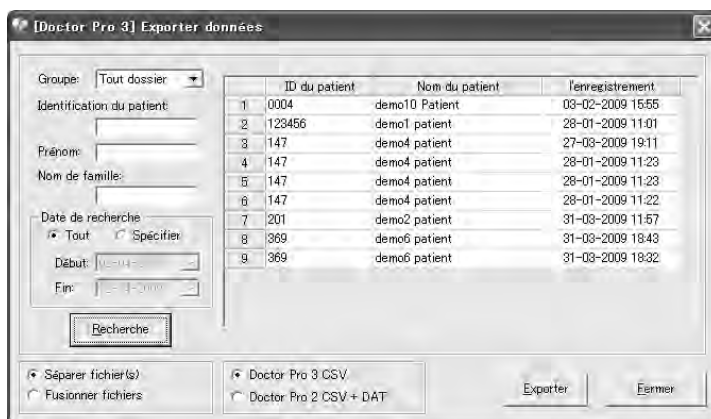 [Doctor Pro 3] Exporter données
Groupe: Tout dossier
Identification du patient:
Prénom:
Nom de famille:
Date de recherche
Tout Spécifier
Début:
Fin:
Recherche
ID du patient Nom du patient l'enregistrement
1 0004 demo10 Patient 03-02-2009 15:55
2 123456 demo1 patient 28-01-2009 11:01
3 147 demo4 patient 27-03-2009 19:11
4 147 demo4 patient 28-01-2009 11:23
5 147 demo4 patient 28-01-2009 11:23
6 147 demo4 patient 28-01-2009 11:22
7 201 demo2 patient 31-03-2009 11:57
8 369 demo6 patient 31-03-2009 18:43
9 369 demo6 patient 31-03-2009 18:32
Séparer fichier(s)
Fusionner fichiers
Doctor Pro 3 CSV
Doctor Pro 2 CSV + DAT
Exporter
Fermer